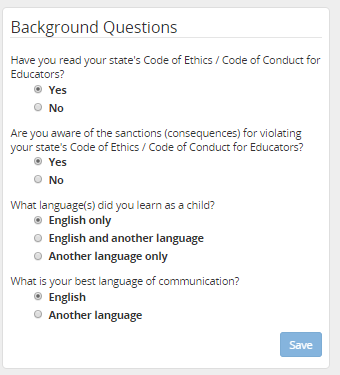 Background Questions
Have you read your state's Code of Ethics / Code of Conduct for
Educators?
Yes
No
Are you aware of the sanctions (consequences) for violating
your state's Code of Ethics / Code of Conduct for Educators?
Yes
No
What language(s) did you learn as a child?
English only
English and another language
Another language only
What is your best language of communication?
English
Another language
Save